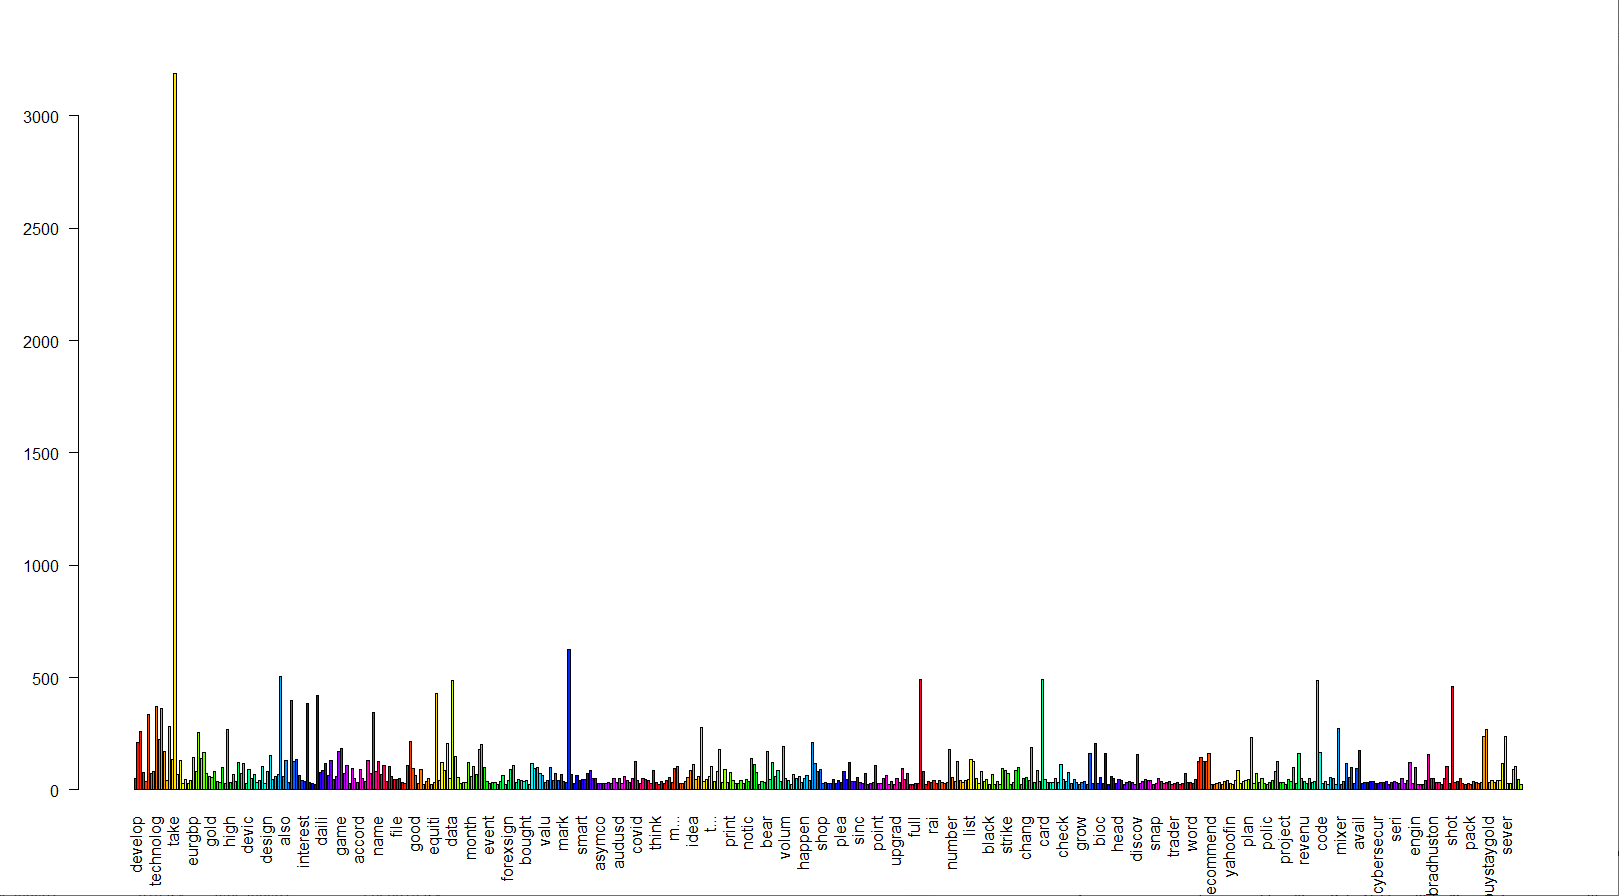 3000
2500
2000
1500
1000
500
0
develop
technolog
take
eurgbp
gold
high
devic
design
also
interest
daili
game
accord
name
file
good
equiti
data
month
event
forexsign
bought
valu
mark
smart
asymco
audusd
covid
think
m...
idea
t...
print
notic
bear
volum
happen
shop
plea
sinc
point
upgrad
full
rai
number
list
black
strike
chang
card
check
grow
bioc
head
discov
snap
trader
word
ecommend
yahoofin
plan
polic
project
revenu
code
mixer
avail
cybersecur
seri
engin
bradhuston
shot
pack
buystaygold
sever